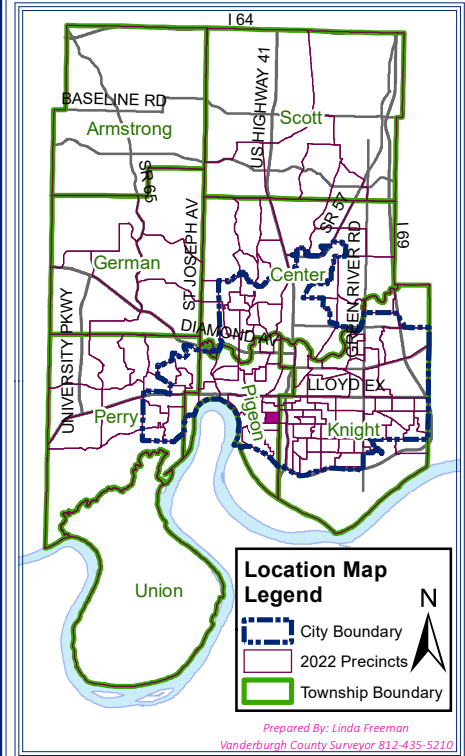 I 64
BASELINE RD
US HIGHWAY 41
Scott
Armstrong
SR 65
ST JOSEPH AV
SR 57
GREEN RIVER RD
I 69
German
Center
UNIVERSITY PKWY
DIAMOND AV
LLOYD EX
Perry
Pigeon
Knight
Union
Location Map
Legend
N
City Boundary
2022 Precincts
Township Boundary
Prepared By: Linda Freeman
Vanderburgh County Surveyor 812-435-5210